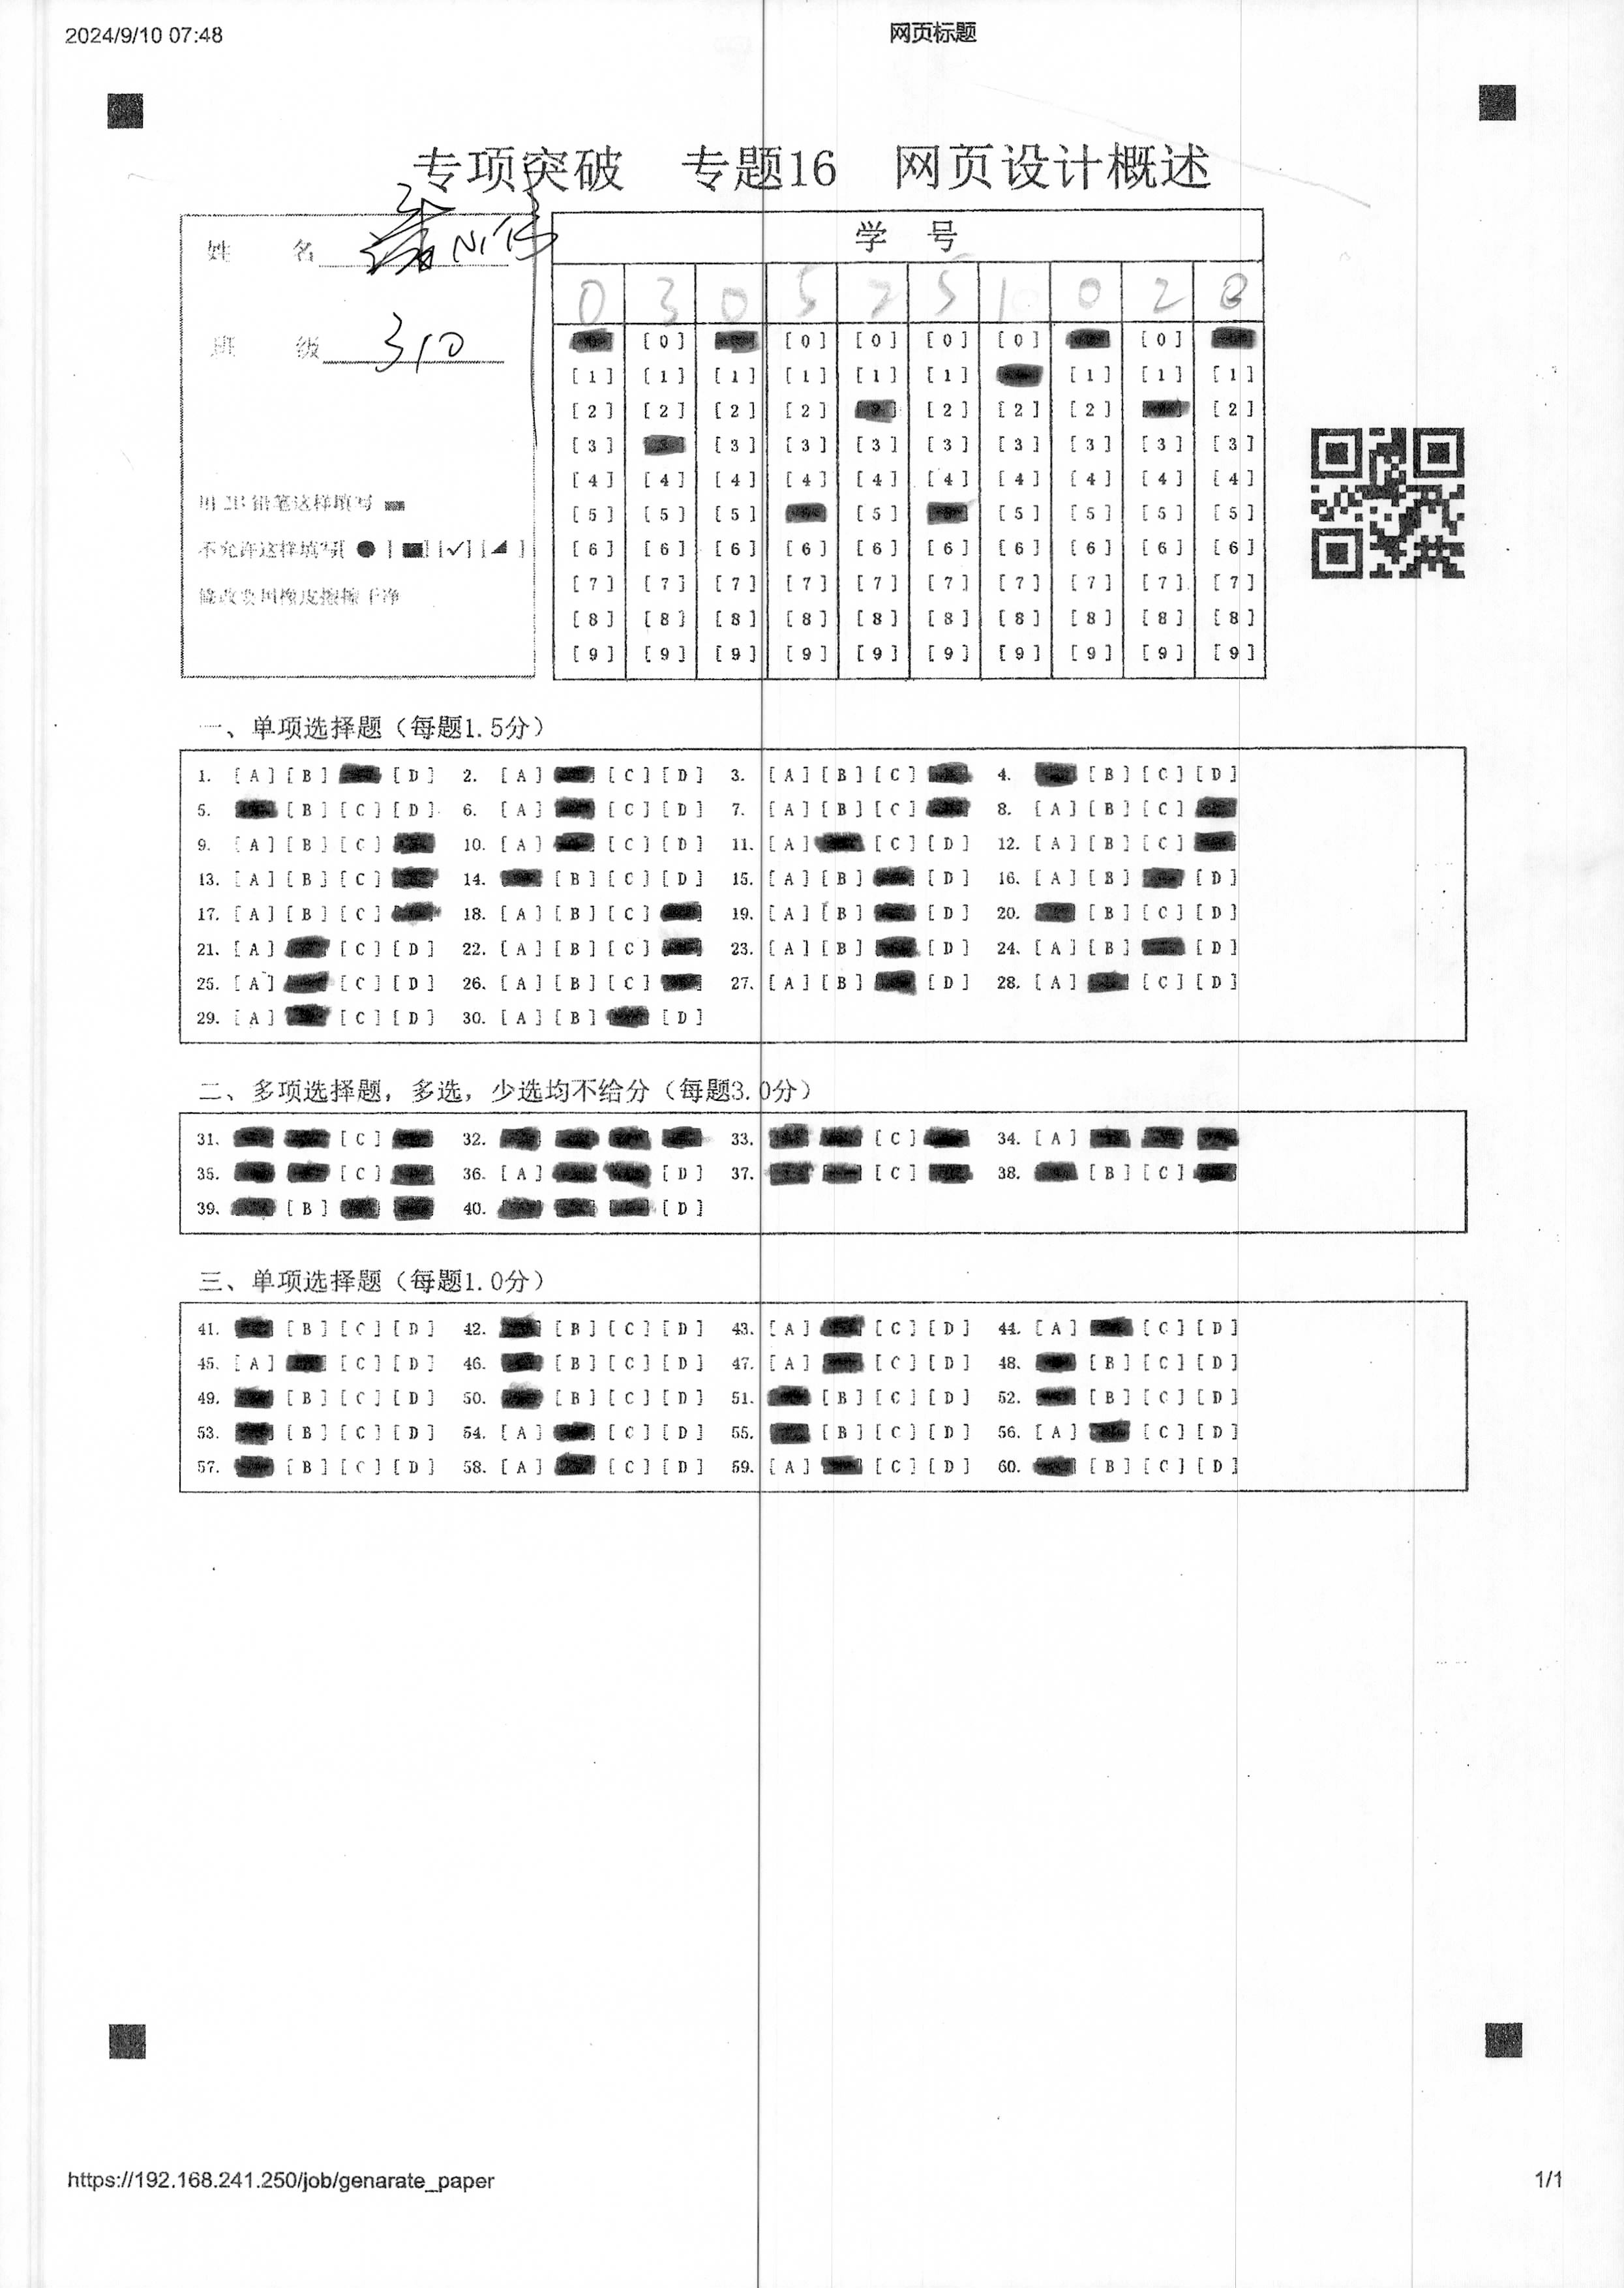 2024/9/10 07:48
网页标题
专项突破 专题16 网页设计概述
姓 名
班 级 310
学 号
0 3 0 5 2 5 1 0 2 0
[0] [0] [0] [0] [0] [0]
[1] [1] [1] [1] [1] [1] [1] [1] [1]
[2] [2] [2] [2] [2] [2] [2] [2]
[3] [3] [3] [3] [3] [3] [3] [3] [3]
[4] [4] [4] [4] [4] [4] [4] [4] [4] [4]
[5] [5] [5] [5] [5] [5] [5] [5]
[6] [6] [6] [6] [6] [6] [6] [6] [6] [6]
[7] [7] [7] [7] [7] [7] [7] [7] [7] [7]
[8] [8] [8] [8] [8] [8] [8] [8] [8] [8]
[9] [9] [9] [9] [9] [9] [9] [9] [9] [9]
用 2B 铅笔这样填写
不允许这样填写[●][■][✓][◢]
修改要用橡皮擦擦干净
一、单项选择题（每题1.5分）
1. [A][B] [D] 2. [A] [C][D] 3. [A][B][C] 4. [B][C][D]
5. [B][C][D] 6. [A] [C][D] 7. [A][B][C] 8. [A][B][C]
9. [A][B][C] 10. [A] [C][D] 11. [A] [C][D] 12. [A][B][C]
13. [A][B][C] 14. [B][C][D] 15. [A][B] [D] 16. [A][B] [D]
17. [A][B][C] 18. [A][B][C] 19. [A][B] [D] 20. [B][C][D]
21. [A] [C][D] 22. [A][B][C] 23. [A][B] [D] 24. [A][B] [D]
25. [A] [C][D] 26. [A][B][C] 27. [A][B] [D] 28. [A] [C][D]
29. [A] [C][D] 30. [A][B] [D]
二、多项选择题，多选，少选均不给分（每题3.0分）
31. [C] 32. 33. [C] 34. [A]
35. [C] 36. [A] [D] 37. [C] 38. [B][C]
39. [B] 40. [D]
三、单项选择题（每题1.0分）
41. [B][C][D] 42. [B][C][D] 43. [A] [C][D] 44. [A] [C][D]
45. [A] [C][D] 46. [B][C][D] 47. [A] [C][D] 48. [B][C][D]
49. [B][C][D] 50. [B][C][D] 51. [B][C][D] 52. [B][C][D]
53. [B][C][D] 54. [A] [C][D] 55. [B][C][D] 56. [A] [C][D]
57. [B][C][D] 58. [A] [C][D] 59. [A] [C][D] 60. [B][C][D]
https://192.168.241.250/job/genarate_paper
1/1